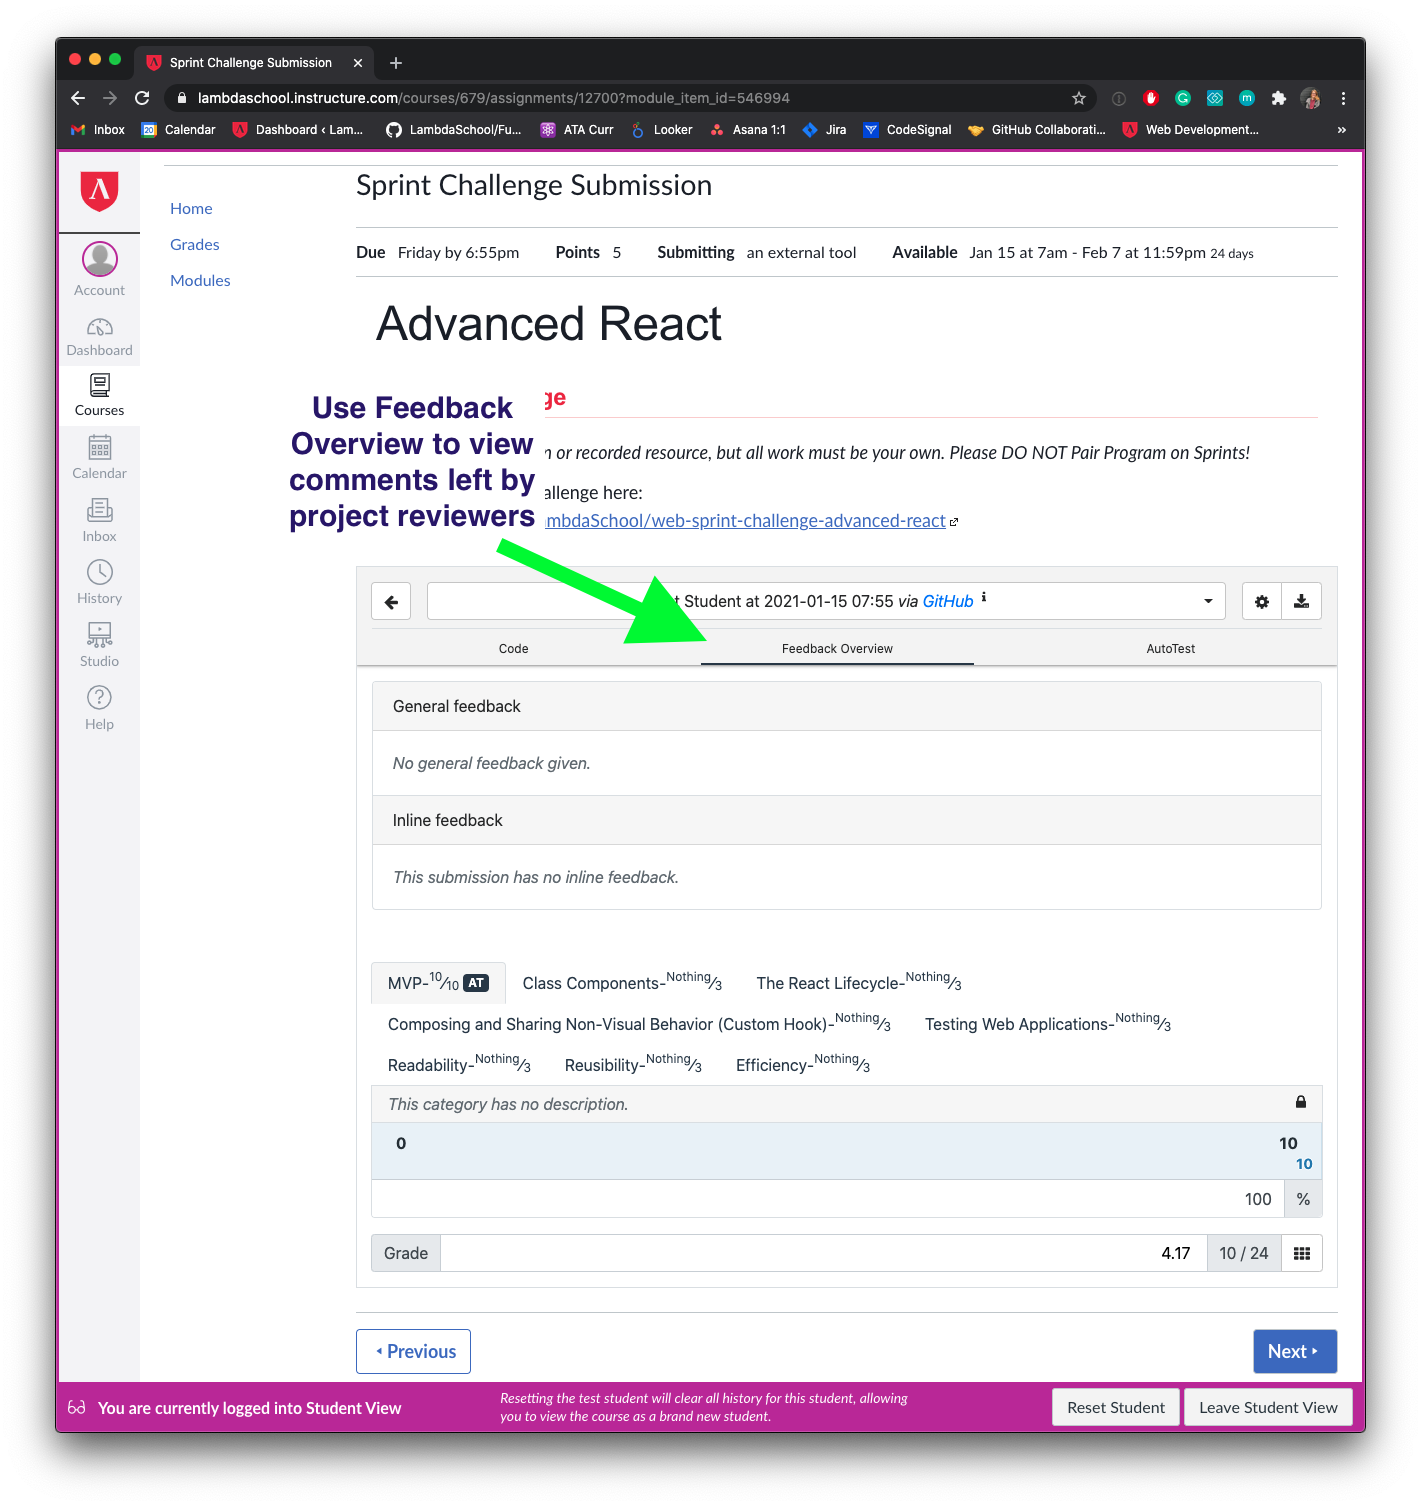 Sprint Challenge Submission
lambdaschool.instructure.com/courses/679/assignments/12700?module_item_id=546994
Inbox
20 Calendar
Dashboard ‹ Lam...
LambdaSchool/Fu...
ATA Curr
Looker
Asana 1:1
Jira
CodeSignal
GitHub Collaborati...
Web Development...
»
Account
Dashboard
Courses
Calendar
Inbox
History
Studio
Help
Home
Grades
Modules
Sprint Challenge Submission
Due Friday by 6:55pm Points 5 Submitting an external tool Available Jan 15 at 7am - Feb 7 at 11:59pm 24 days
Advanced React
Use Feedback
Overview to view
comments left by
project reviewers
ge
n or recorded resource, but all work must be your own. Please DO NOT Pair Program on Sprints!
allenge here:
ambdaSchool/web-sprint-challenge-advanced-react
t Student at 2021-01-15 07:55 via GitHub i
Code
Feedback Overview
AutoTest
General feedback
No general feedback given.
Inline feedback
This submission has no inline feedback.
MVP-10/10 AT Class Components-Nothing/3 The React Lifecycle-Nothing/3
Composing and Sharing Non-Visual Behavior (Custom Hook)-Nothing/3 Testing Web Applications-Nothing/3
Readability-Nothing/3 Reusibility-Nothing/3 Efficiency-Nothing/3
This category has no description.
0 10
10
100 %
Grade 4.17 10 / 24
Previous
Next
You are currently logged into Student View
Resetting the test student will clear all history for this student, allowing
you to view the course as a brand new student.
Reset Student
Leave Student View